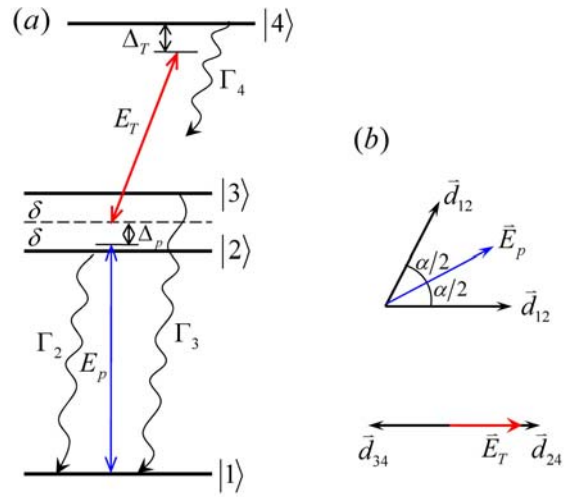 (a)
|4⟩
Δ_T
Γ_4
E_T
(b)
|3⟩
δ
Δ_p
δ
|2⟩
d⃗_12
E⃗_p
α/2
α/2
d⃗_12
Γ_2
E_p
Γ_3
d⃗_34
E⃗_T
d⃗_24
|1⟩